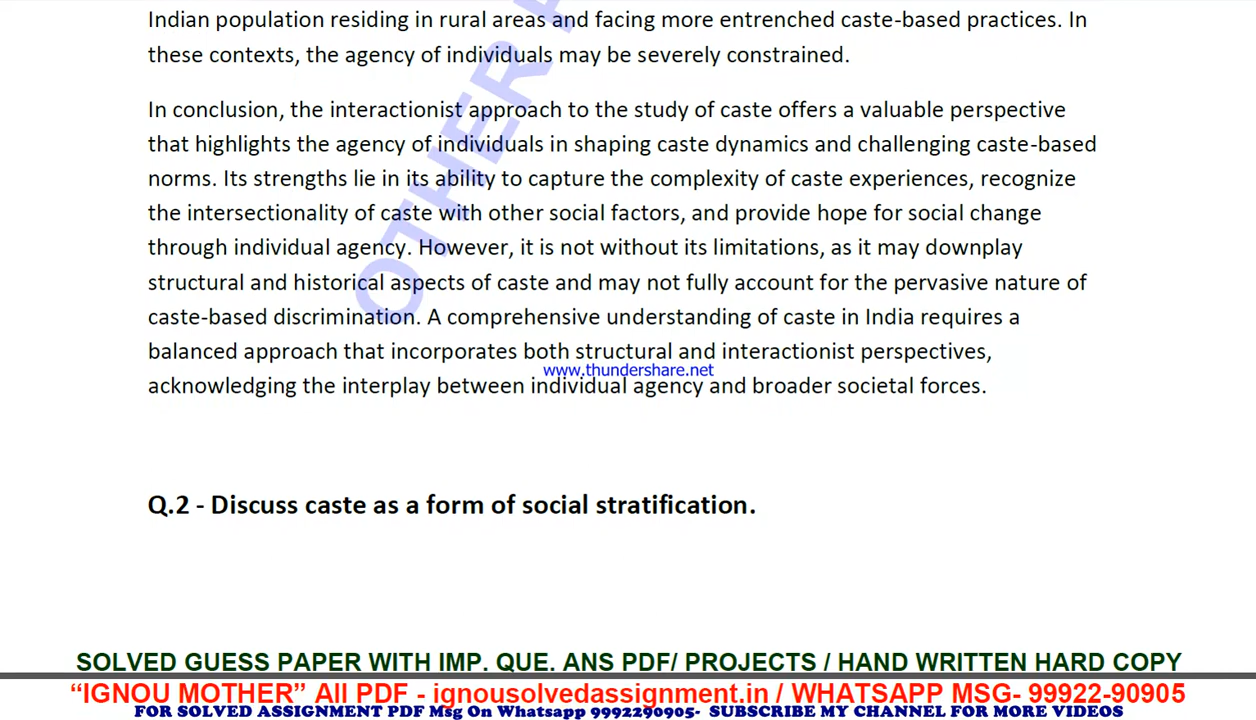 Indian population residing in rural areas and facing more entrenched caste-based practices. In
these contexts, the agency of individuals may be severely constrained.
In conclusion, the interactionist approach to the study of caste offers a valuable perspective
that highlights the agency of individuals in shaping caste dynamics and challenging caste-based
norms. Its strengths lie in its ability to capture the complexity of caste experiences, recognize
the intersectionality of caste with other social factors, and provide hope for social change
through individual agency. However, it is not without its limitations, as it may downplay
structural and historical aspects of caste and may not fully account for the pervasive nature of
caste-based discrimination. A comprehensive understanding of caste in India requires a
balanced approach that incorporates both structural and interactionist perspectives,
www.thundershare.net
acknowledging the interplay between individual agency and broader societal forces.
OTHER
Q.2 - Discuss caste as a form of social stratification.
SOLVED GUESS PAPER WITH IMP. QUE. ANS PDF/ PROJECTS / HAND WRITTEN HARD COPY
“IGNOU MOTHER” All PDF - ignousolvedassignment.in / WHATSAPP MSG- 99922-90905
FOR SOLVED ASSIGNMENT PDF Msg On Whatsapp 9992290905- SUBSCRIBE MY CHANNEL FOR MORE VIDEOS